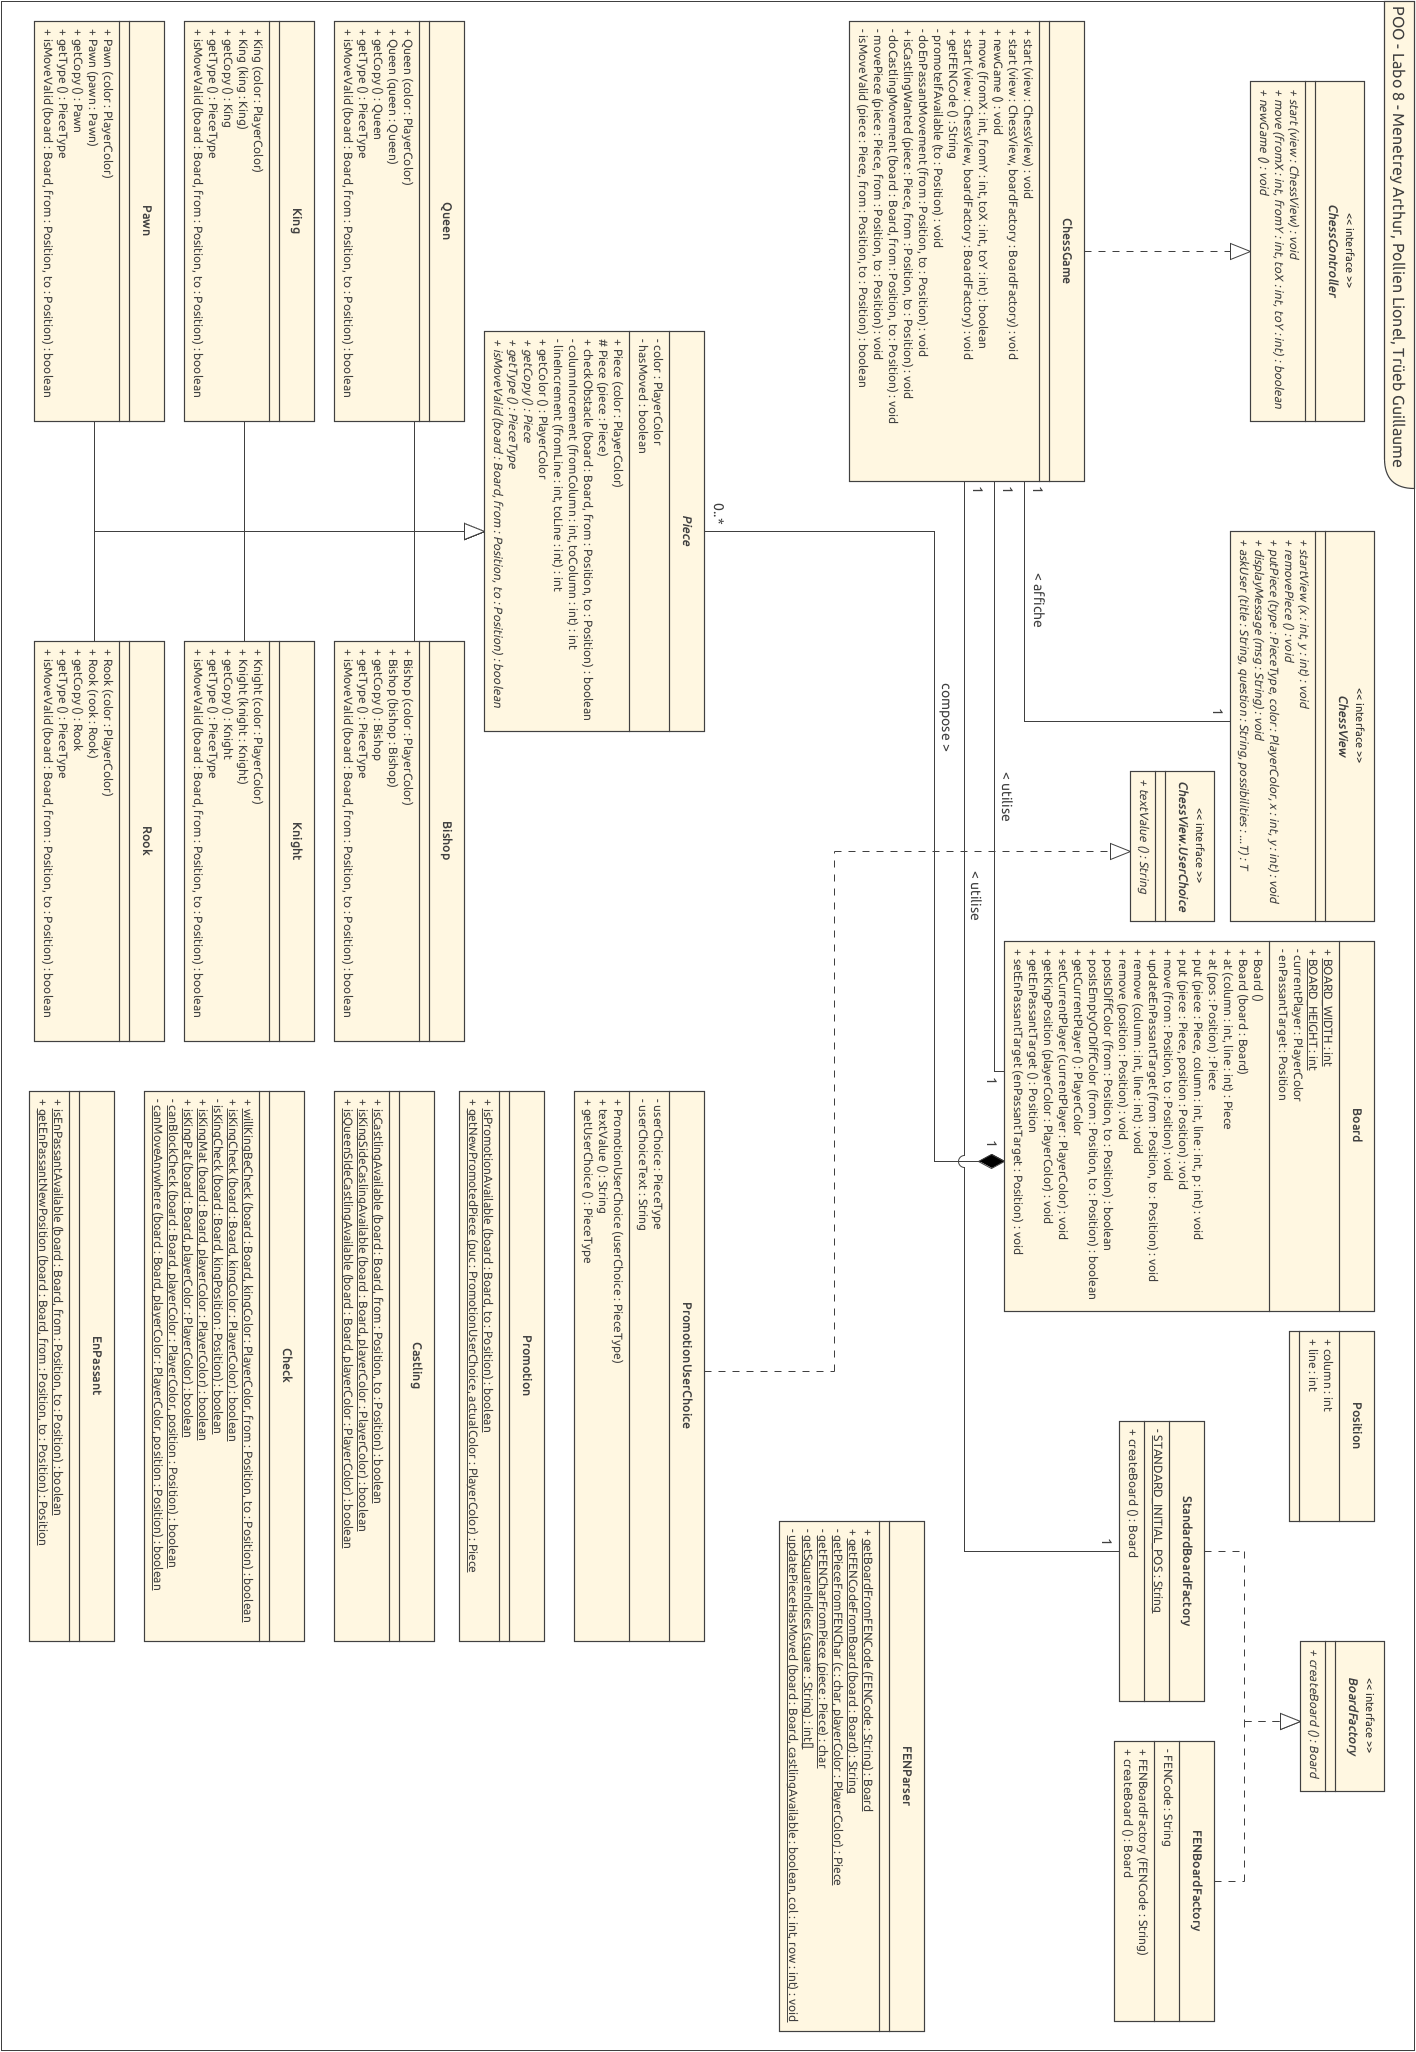 POO - Labo 8 - Menetrey Arthur, Pollien Lionel, Trüeb Guillaume
<< interface >>
ChessController
+ start (view : ChessView) : void
+ move (fromX : int, fromY : int, toX : int, toY : int) : boolean
+ newGame () : void
<< interface >>
ChessView
+ startView (x : int, y : int) : void
+ removePiece () : void
+ putPiece (type : PieceType, color : PlayerColor, x : int, y : int) : void
+ displayMessage (msg : String) : void
+ askUser (title : String, question : String, possibilities : ...T) : T
<< interface >>
ChessView.UserChoice
+ textValue () : String
Board
+ BOARD_WIDTH : int
+ BOARD_HEIGHT : int
- currentPlayer : PlayerColor
- enPassantTarget : Position
+ Board ()
+ Board (board : Board)
+ at (column : int, line : int) : Piece
+ at (pos : Position) : Piece
+ put (piece : Piece, column : int, line : int, p : int) : void
+ put (piece : Piece, position : Position) : void
+ move (from : Position, to : Position) : void
+ updateEnPassantTarget (from : Position, to : Position) : void
+ remove (column : int, line : int) : void
+ remove (position : Position) : void
+ posIsDiffColor (from : Position, to : Position) : boolean
+ posIsEmptyOrDiffColor (from : Position, to : Position) : boolean
+ getCurrentPlayer () : PlayerColor
+ setCurrentPlayer (currentPlayer : PlayerColor) : void
+ getKingPosition (playerColor : PlayerColor) : void
+ getEnPassantTarget () : Position
+ setEnPassantTarget (enPassantTarget : Position) : void
Position
+ column : int
+ line : int
<< interface >>
BoardFactory
+ createBoard () : Board
StandardBoardFactory
- STANDARD_INITIAL_POS : String
+ createBoard () : Board
FENBoardFactory
- FENCode : String
+ FENBoardFactory (FENCode : String)
+ createBoard () : Board
ChessGame
+ start (view : ChessView) : void
+ start (view : ChessView, boardFactory : BoardFactory) : void
+ newGame () : void
+ move (fromX : int, fromY : int, toX : int, toY : int) : boolean
+ start (view : ChessView, boardFactory : BoardFactory) : void
+ getFENCode () : String
- promoteIfAvailable (to : Position) : void
- doEnPassantMovement (from : Position, to : Position) : void
+ isCastlingWanted (piece : Piece, from : Position, to : Position) : void
- doCastlingMovement (board : Board, from : Position, to : Position) : void
- movePiece (piece : Piece, from : Position, to : Position) : void
- isMoveValid (piece : Piece, from : Position, to : Position) : boolean
1
1
1
< affiche
1
< utilise
1
< utilise
1
compose >
1
0..*
Piece
- color : PlayerColor
- hasMoved : boolean
+ Piece (color : PlayerColor)
# Piece (piece : Piece)
+ checkObstacle (board : Board, from : Position, to : Position) : boolean
- columnIncrement (fromColumn : int, toColumn : int) : int
- lineIncrement (fromLine : int, toLine : int) : int
+ getColor () : PlayerColor
+ getCopy () : Piece
+ getType () : PieceType
+ isMoveValid (board : Board, from : Position, to : Position) : boolean
FENParser
+ getBoardFromFENCode (FENCode : String) : Board
+ getFENCodeFromBoard (board : Board) : String
- getPieceFromFENChar (c : char, playerColor : PlayerColor) : Piece
- getFENCharFromPiece (piece : Piece) : char
- getSquareIndices (square : String) : int[]
- updatePieceHasMoved (board : Board, castlingAvailable : boolean, col : int, row : int) : void
PromotionUserChoice
- userChoice : PieceType
- userChoiceText : String
+ PromotionUserChoice (userChoice : PieceType)
+ textValue () : String
+ getUserChoice () : PieceType
Promotion
+ isPromotionAvailable (board : Board, to : Position) : boolean
+ getNewPromotedPiece (puc : PromotionUserChoice, actualColor : PlayerColor) : Piece
Castling
+ isCastlingAvailable (board : Board, from : Position, to : Position) : boolean
+ isKingSideCaslingAvailable (board : Board, playerColor : PlayerColor) : boolean
+ isQueenSideCastlingAvailable (board : Board, playerColor : PlayerColor) : boolean
Check
+ willKingBeCheck (board : Board, kingColor : PlayerColor, from : Position, to : Position) : boolean
+ isKingCheck (board : Board, kingColor : PlayerColor) : boolean
- isKingCheck (board : Board, kingPosition : Position) : boolean
+ isKingMat (board : Board, playerColor : PlayerColor) : boolean
+ isKingPat (board : Board, playerColor : PlayerColor) : boolean
- canBlockCheck (board : Board, playerColor : PlayerColor, position : Position) : boolean
- canMoveAnywhere (board : Board, playerColor : PlayerColor, position : Position) : boolean
EnPassant
+ isEnPassantAvailable (board : Board, from : Position, to : Position) : boolean
+ getEnPassantNewPosition (board : Board, from : Position, to : Position) : Position
Queen
+ Queen (color : PlayerColor)
+ Queen (queen : Queen)
+ getCopy () : Queen
+ getType () : PieceType
+ isMoveValid (board : Board, from : Position, to : Position) : boolean
Bishop
+ Bishop (color : PlayerColor)
+ Bishop (bishop : Bishop)
+ getCopy () : Bishop
+ getType () : PieceType
+ isMoveValid (board : Board, from : Position, to : Position) : boolean
King
+ King (color : PlayerColor)
+ King (king : King)
+ getCopy () : King
+ getType () : PieceType
+ isMoveValid (board : Board, from : Position, to : Position) : boolean
Knight
+ Knight (color : PlayerColor)
+ Knight (knight : Knight)
+ getCopy () : Knight
+ getType () : PieceType
+ isMoveValid (board : Board, from : Position, to : Position) : boolean
Pawn
+ Pawn (color : PlayerColor)
+ Pawn (pawn : Pawn)
+ getCopy () : Pawn
+ getType () : PieceType
+ isMoveValid (board : Board, from : Position, to : Position) : boolean
Rook
+ Rook (color : PlayerColor)
+ Rook (rook : Rook)
+ getCopy () : Rook
+ getType () : PieceType
+ isMoveValid (board : Board, from : Position, to : Position) : boolean